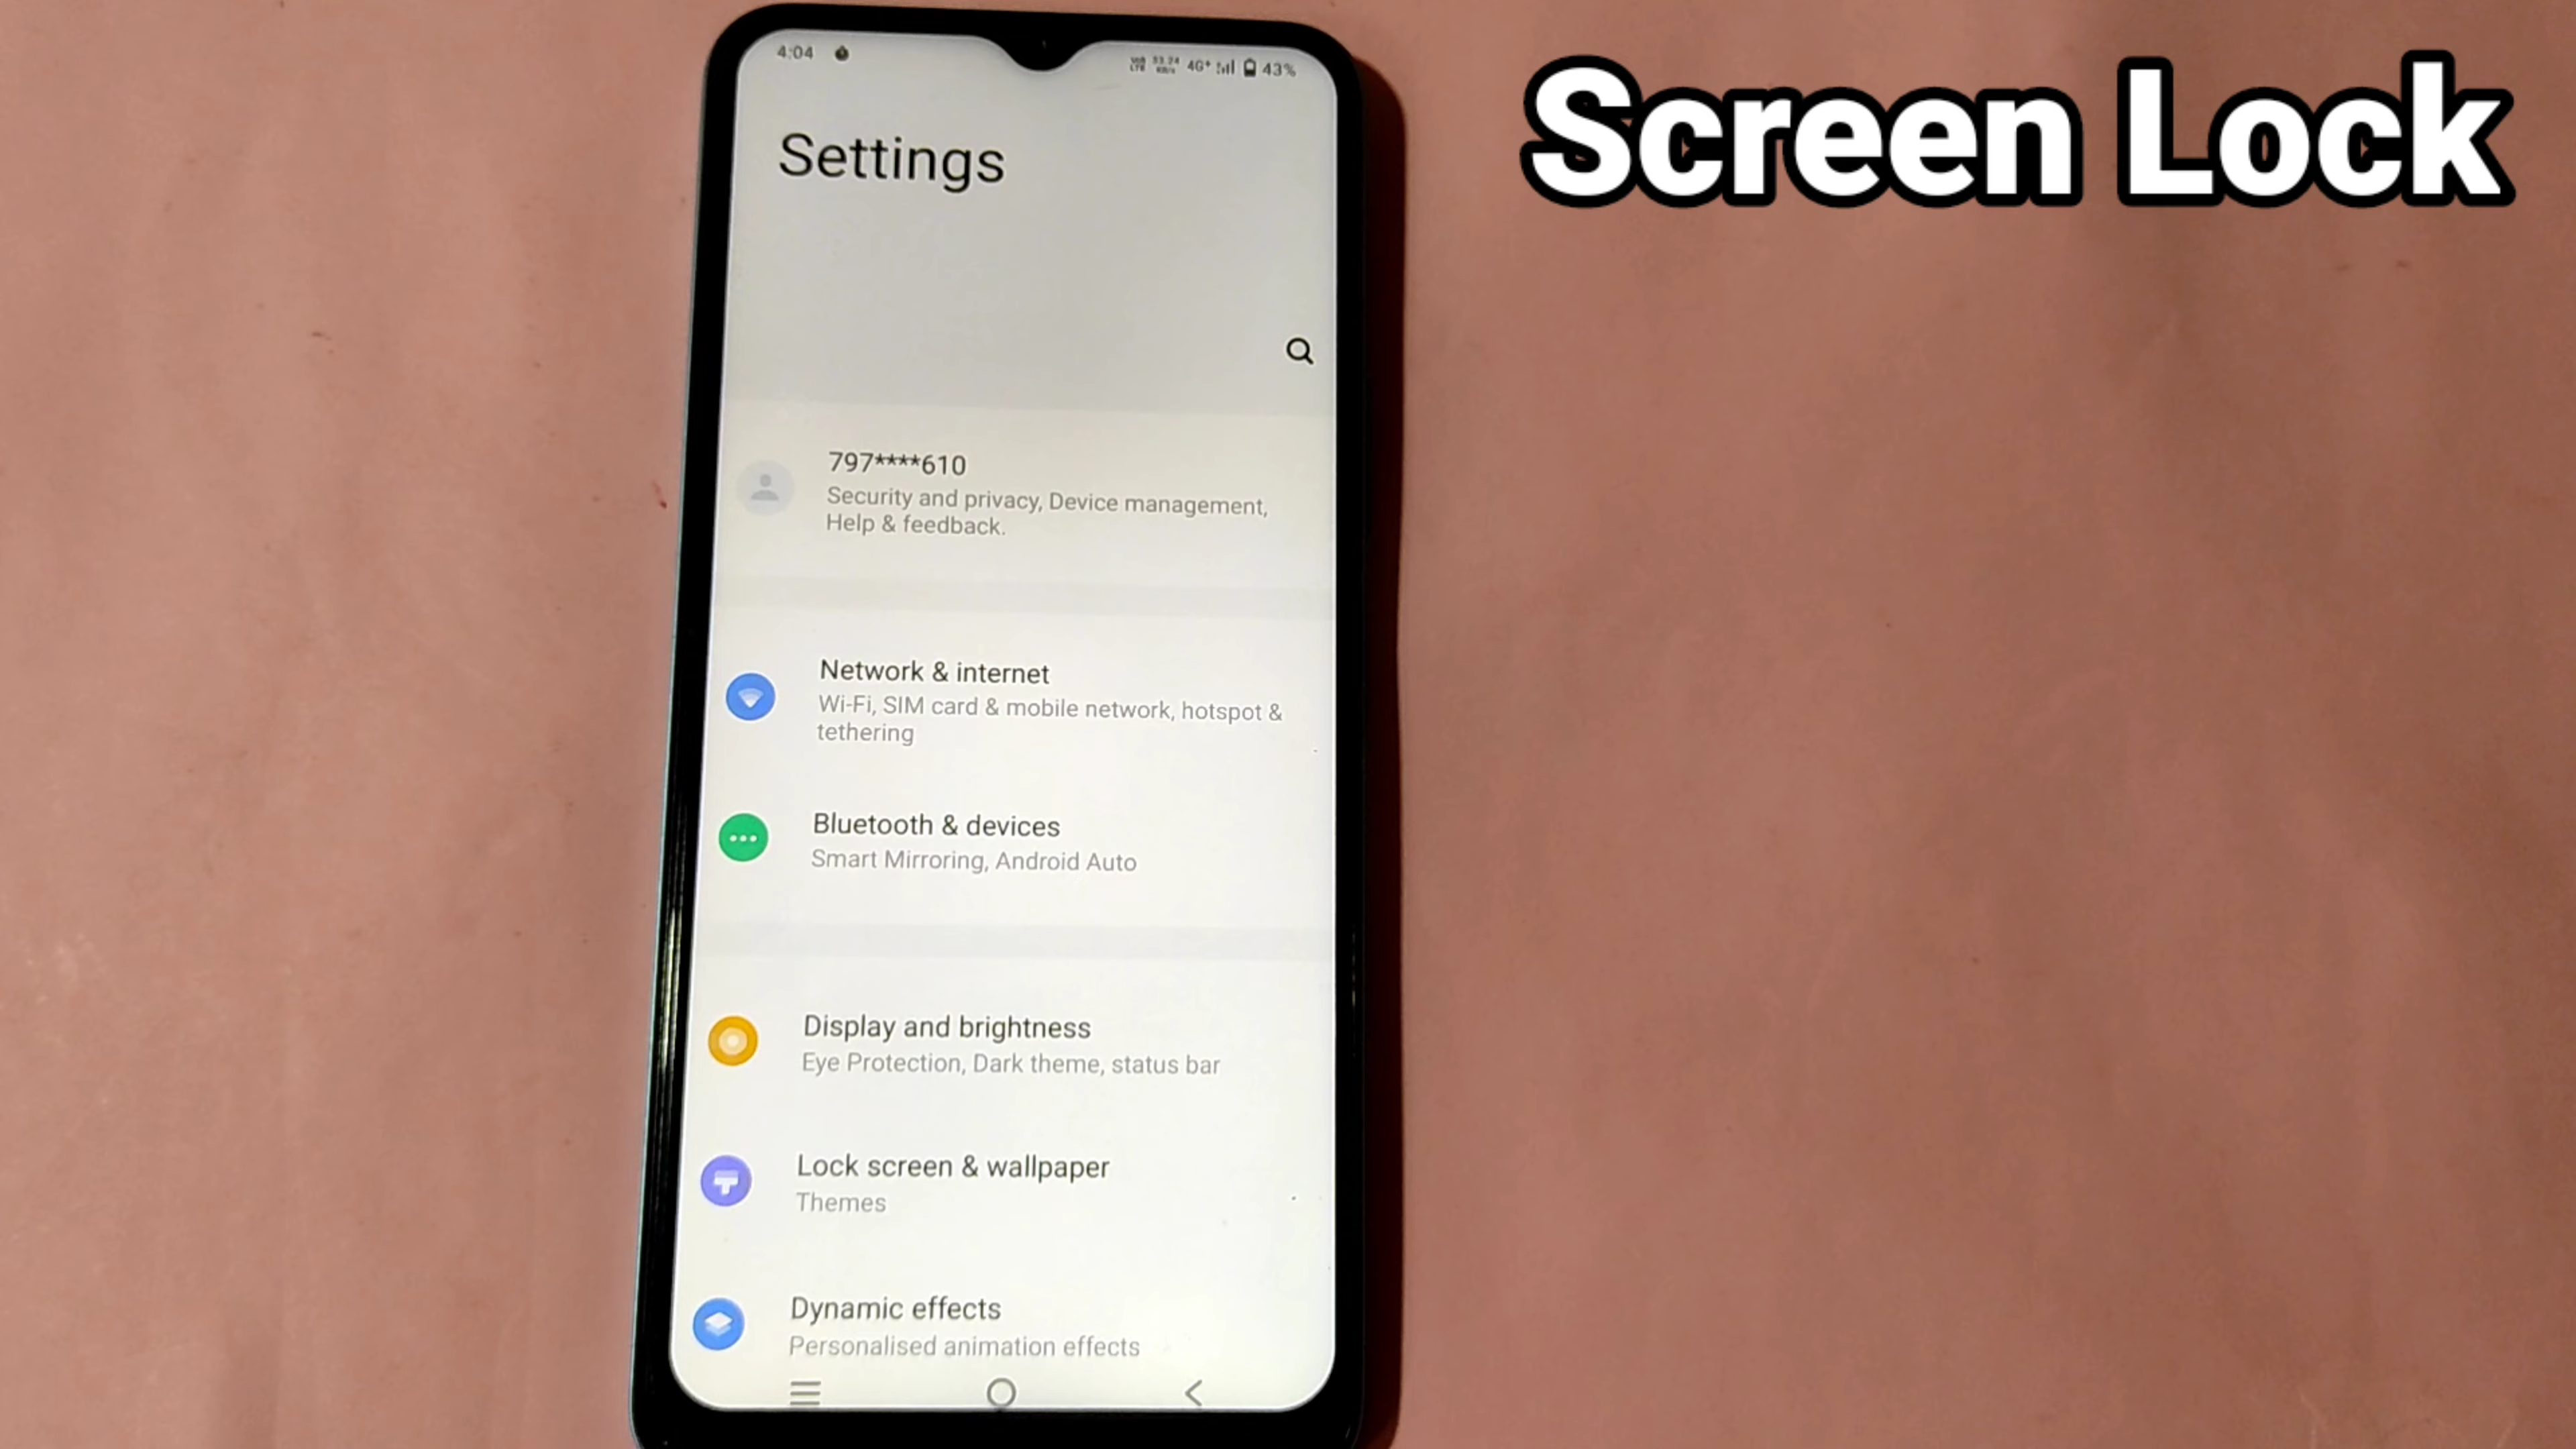 Screen Lock
4:04
4G+ 43%
Settings
797****610
Security and privacy, Device management,
Help & feedback.
Network & internet
Wi-Fi, SIM card & mobile network, hotspot &
tethering
Bluetooth & devices
Smart Mirroring, Android Auto
Display and brightness
Eye Protection, Dark theme, status bar
Lock screen & wallpaper
Themes
Dynamic effects
Personalised animation effects